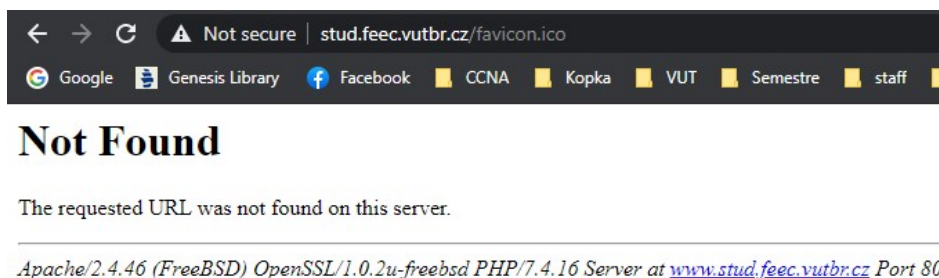 Not secure stud.feec.vutbr.cz/favicon.ico
Google Genesis Library Facebook CCNA Kopka VUT Semestre staff
Not Found
The requested URL was not found on this server.
Apache/2.4.46 (FreeBSD) OpenSSL/1.0.2u-freebsd PHP/7.4.16 Server at www.stud.feec.vutbr.cz Port 80